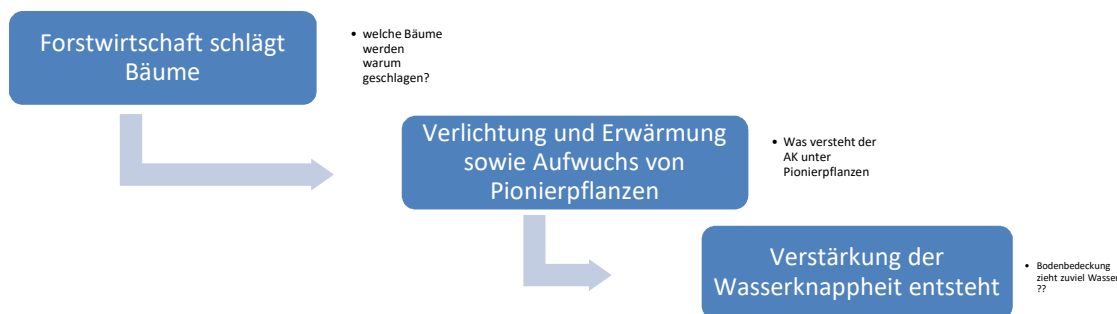 Forstwirtschaft schlägt
Bäume
• welche Bäume
werden
warum
geschlagen?
Verlichtung und Erwärmung
sowie Aufwuchs von
Pionierpflanzen
• Was versteht der
AK unter
Pionierpflanzen
Verstärkung der
Wasserknappheit entsteht
• Bodenbedeckung
zieht zuviel Wasser
??